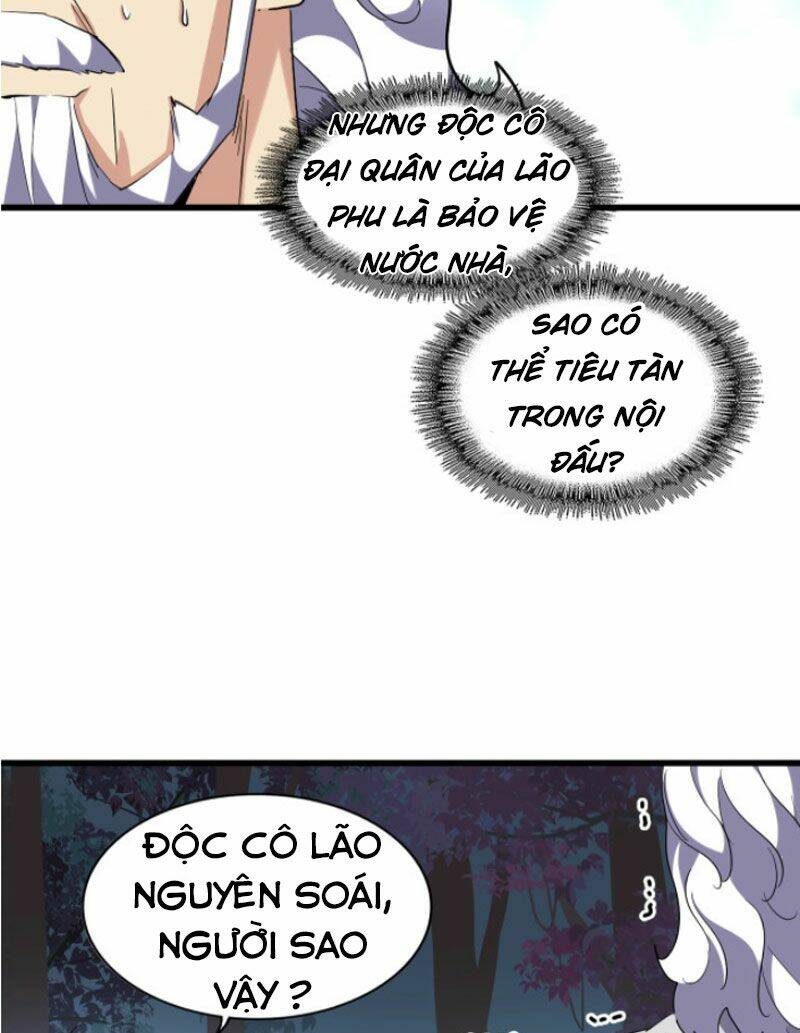 NHƯNG ĐỘC CÔ
ĐẠI QUÂN CỦA LÃO
PHU LÀ BẢO VỆ
NƯỚC NHÀ,
SAO CÓ
THỂ TIÊU TÀN
TRONG NỘI
ĐẤU?
ĐỘC CÔ LÃO
NGUYÊN SOÁI,
NGƯỜI SAO
VẬY ?